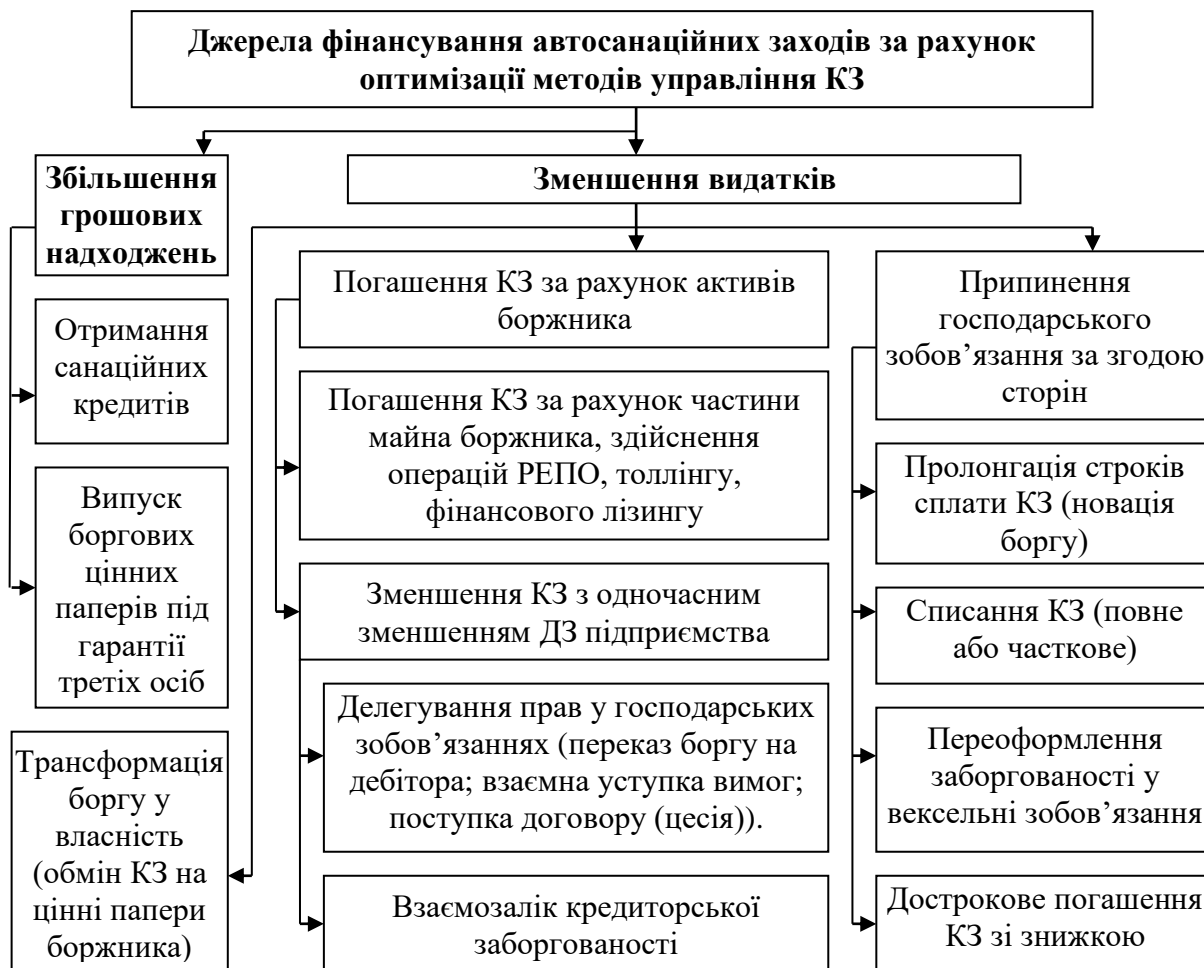 Джерела фінансування автосанаційних заходів за рахунок
оптимізації методів управління КЗ
Збільшення
грошових
надходжень
Зменшення видатків
Отримання
санаційних
кредитів
Випуск
боргових
цінних
паперів під
гарантії
третіх осіб
Трансформація
боргу у
власність
(обмін КЗ на
цінні папери
боржника)
Погашення КЗ за рахунок активів
боржника
Погашення КЗ за рахунок частини
майна боржника, здійснення
операцій РЕПО, толлінгу,
фінансового лізингу
Зменшення КЗ з одночасним
зменшенням ДЗ підприємства
Делегування прав у господарських
зобов’язаннях (переказ боргу на
дебітора; взаємна уступка вимог;
поступка договору (цесія)).
Взаємозалік кредиторської
заборгованості
Припинення
господарського
зобов’язання за згодою
сторін
Пролонгація строків
сплати КЗ (новація
боргу)
Списання КЗ (повне
або часткове)
Переоформлення
заборгованості у
вексельні зобов’язання
Дострокове погашення
КЗ зі знижкою